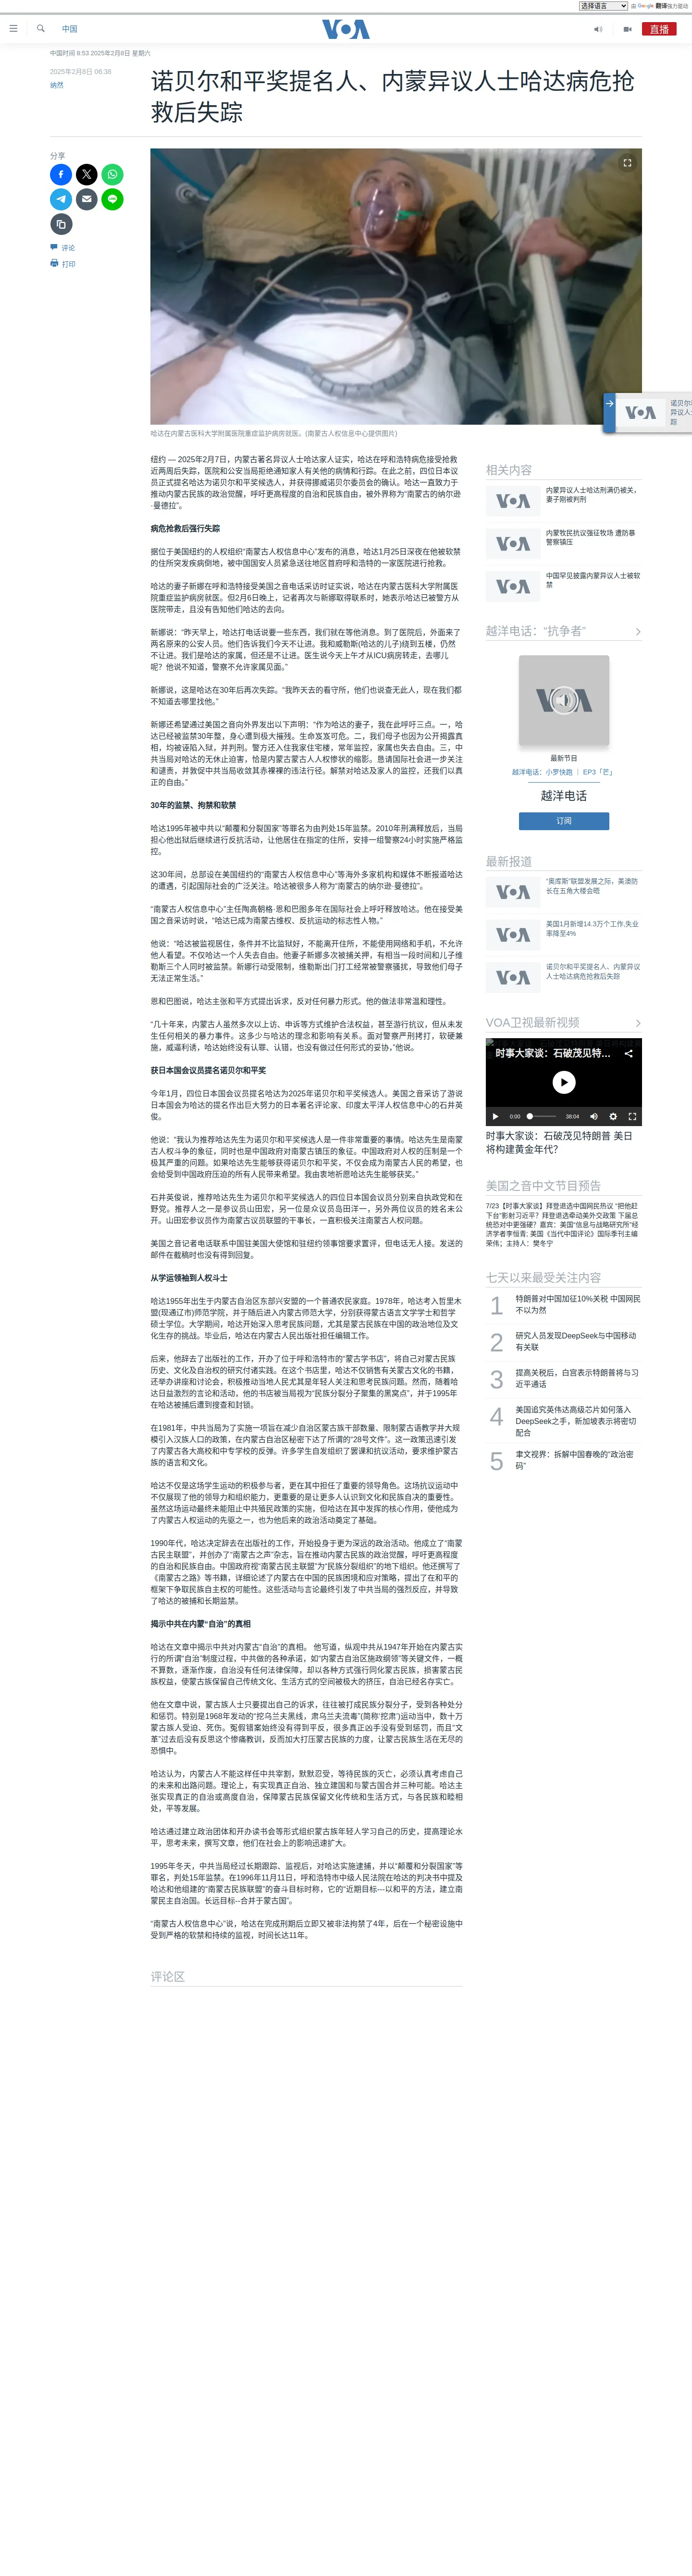 选择语言 由 Google 翻译强力驱动
中国
VOA
直播
中国时间 8:53 2025年2月8日 星期六
2025年2月8日 06:38
纳然
诺贝尔和平奖提名人、内蒙异议人士哈达病危抢
救后失踪
分享
评论
打印
哈达在内蒙古医科大学附属医院重症监护病房就医。(南蒙古人权信息中心提供图片)
纽约 — 2025年2月7日，内蒙古著名异议人士哈达家人证实，哈达在呼和浩特病危接受抢救
近两周后失踪，医院和公安当局拒绝通知家人有关他的病情和行踪。在此之前，四位日本议
员正式提名哈达为诺贝尔和平奖候选人，并获得挪威诺贝尔委员会的确认。哈达一直致力于
推动内蒙古民族的政治觉醒，呼吁更高程度的自治和民族自由，被外界称为“南蒙古的纳尔逊
·曼德拉”。
病危抢救后强行失踪
据位于美国纽约的人权组织“南蒙古人权信息中心”发布的消息，哈达1月25日深夜在他被软禁
的住所突发疾病倒地，被中国国安人员紧急送往地区首府呼和浩特的一家医院进行抢救。
哈达的妻子新娜在呼和浩特接受美国之音电话采访时证实说，哈达在内蒙古医科大学附属医
院重症监护病房就医。但2月6日晚上，记者再次与新娜取得联系时，她表示哈达已被警方从
医院带走，且没有告知他们哈达的去向。
新娜说：“昨天早上，哈达打电话说要一些东西，我们就在等他消息。到了医院后，外面来了
两名原来的公安人员。他们告诉我们今天不让进。我和威勒斯(哈达的儿子)绕到五楼，仍然
不让进。我们是哈达的家属，但还是不让进。医生说今天上午才从ICU病房转走，去哪儿
呢？他说不知道，警察不允许家属见面。”
新娜说，这是哈达在30年后再次失踪。“我昨天去的看守所，他们也说查无此人，现在我们都
不知道去哪里找他。”
新娜还希望通过美国之音向外界发出以下声明：“作为哈达的妻子，我在此呼吁三点。一，哈
达已经被监禁30年整，身心遭到极大摧残。生命岌岌可危。二，我们母子也因为公开揭露真
相，均被诬陷入狱，并判刑。警方还入住我家住宅楼，常年监控，家属也失去自由。三，中
共当局对哈达的无休止迫害，恰是内蒙古蒙古人人权惨状的缩影。恳请国际社会进一步关注
和谴责，并敦促中共当局收敛其赤裸裸的违法行径。解禁对哈达及家人的监控，还我们以真
正的自由。”
30年的监禁、拘禁和软禁
哈达1995年被中共以“颠覆和分裂国家”等罪名为由判处15年监禁。2010年刑满释放后，当局
担心他出狱后继续进行反抗活动，让他居住在指定的住所，安排一组警察24小时实施严格监
控。
这30年间，总部设在美国纽约的“南蒙古人权信息中心”等海外多家机构和媒体不断报道哈达
的遭遇，引起国际社会的广泛关注。哈达被很多人称为“南蒙古的纳尔逊·曼德拉”。
“南蒙古人权信息中心”主任陶高朝格·恩和巴图多年在国际社会上呼吁释放哈达。他在接受美
国之音采访时说，“哈达已成为南蒙古维权、反抗运动的标志性人物。”
他说：“哈达被监视居住，条件并不比监狱好，不能离开住所，不能使用网络和手机，不允许
他人看望。不仅哈达一个人失去自由。他妻子新娜多次被捕关押，有相当一段时间和儿子维
勒斯三个人同时被监禁。新娜行动受限制，维勒斯出门打工经常被警察骚扰，导致他们母子
无法正常生活。”
恩和巴图说，哈达主张和平方式提出诉求，反对任何暴力形式。他的做法非常温和理性。
“几十年来，内蒙古人虽然多次以上访、申诉等方式维护合法权益，甚至游行抗议，但从未发
生任何相关的暴力事件。这多少与哈达的理念和影响有关系。面对警察严刑拷打，软硬兼
施，威逼利诱，哈达始终没有认罪、认错，也没有做过任何形式的妥协，”他说。
获日本国会议员提名诺贝尔和平奖
今年1月，四位日本国会议员提名哈达为2025年诺贝尔和平奖候选人。美国之音采访了游说
日本国会为哈达的提名作出巨大努力的日本著名评论家、印度太平洋人权信息中心的石井英
俊。
他说：“我认为推荐哈达先生为诺贝尔和平奖候选人是一件非常重要的事情。哈达先生是南蒙
古人权斗争的象征，同时也是中国政府对南蒙古镇压的象征。中国政府对人权的压制是一个
极其严重的问题。如果哈达先生能够获得诺贝尔和平奖，不仅会成为南蒙古人民的希望，也
会给受到中国政府压迫的所有人民带来希望。我由衷地祈愿哈达先生能够获奖。”
石井英俊说，推荐哈达先生为诺贝尔和平奖候选人的四位日本国会议员分别来自执政党和在
野党。推荐人之一是参议员山田宏，另一位是众议员岛田洋一，另外两位议员的姓名未公
开。山田宏参议员作为南蒙古议员联盟的干事长，一直积极关注南蒙古人权问题。
美国之音记者电话联系中国驻美国大使馆和驻纽约领事馆要求置评，但电话无人接。发送的
邮件在截稿时也没有得到回复。
从学运领袖到人权斗士
哈达1955年出生于内蒙古自治区东部兴安盟的一个普通农民家庭。1978年，哈达考入哲里木
盟(现通辽市)师范学院，并于随后进入内蒙古师范大学，分别获得蒙古语言文学学士和哲学
硕士学位。大学期间，哈达开始深入思考民族问题，尤其是蒙古民族在中国的政治地位及文
化生存的挑战。毕业后，哈达在内蒙古人民出版社担任编辑工作。
后来，他辞去了出版社的工作，开办了位于呼和浩特市的“蒙古学书店”，将自己对蒙古民族
历史、文化及自治权的研究付诸实践。在这个书店里，哈达不仅销售有关蒙古文化的书籍，
还举办讲座和讨论会，积极推动当地人民尤其是年轻人关注和思考民族问题。然而，随着哈
达日益激烈的言论和活动，他的书店被当局视为“民族分裂分子聚集的黑窝点”，并于1995年
在哈达被捕后遭到搜查和封锁。
在1981年，中共当局为了实施一项旨在减少自治区蒙古族干部数量、限制蒙古语教学并大规
模引入汉族人口的政策，在内蒙古自治区秘密下达了所谓的“28号文件”。这一政策迅速引发
了内蒙古各大高校和中专学校的反弹。许多学生自发组织了罢课和抗议活动，要求维护蒙古
族的语言和文化。
哈达不仅是这场学生运动的积极参与者，更在其中担任了重要的领导角色。这场抗议运动中
不仅展现了他的领导力和组织能力，更重要的是让更多人认识到文化和民族自决的重要性。
虽然这场运动最终未能阻止中共殖民政策的实施，但哈达在其中发挥的核心作用，使他成为
了内蒙古人权运动的先驱之一，也为他后来的政治活动奠定了基础。
1990年代，哈达决定辞去在出版社的工作，开始投身于更为深远的政治活动。他成立了“南蒙
古民主联盟”，并创办了“南蒙古之声”杂志，旨在推动内蒙古民族的政治觉醒，呼吁更高程度
的自治和民族自由。中国政府视“南蒙古民主联盟”为“民族分裂组织”的地下组织。他还撰写了
《南蒙古之路》等书籍，详细论述了内蒙古在中国的民族困境和应对策略，提出了在和平的
框架下争取民族自主权的可能性。这些活动与言论最终引发了中共当局的强烈反应，并导致
了哈达的被捕和长期监禁。
揭示中共在内蒙“自治”的真相
哈达在文章中揭示中共对内蒙古“自治”的真相。 他写道，纵观中共从1947年开始在内蒙古实
行的所谓“自治”制度过程，中共做的各种承诺，如“内蒙古自治区施政纲领”等关键文件，一概
不算数，逐渐作废，自治没有任何法律保障，却以各种方式强行同化蒙古民族，损害蒙古民
族权益，使蒙古族保留自己传统文化、生活方式的空间被极大的挤压，自治已经名存实亡。
他在文章中说，蒙古族人士只要提出自己的诉求，往往被打成民族分裂分子，受到各种处分
和惩罚。特别是1968年发动的“挖乌兰夫黑线，肃乌兰夫流毒”(简称‘挖肃’)运动当中，数十万
蒙古族人受迫、死伤。冤假错案始终没有得到平反，很多真正凶手没有受到惩罚，而且“文
革”过去后没有反思这个惨痛教训，反而加大打压蒙古民族的力度，让蒙古民族生活在无尽的
恐惧中。
哈达认为，内蒙古人不能这样任中共宰割，默默忍受，等待民族的灭亡，必须认真考虑自己
的未来和出路问题。理论上，有实现真正自治、独立建国和与蒙古国合并三种可能。哈达主
张实现真正的自治或高度自治，保障蒙古民族保留文化传统和生活方式，与各民族和睦相
处，平等发展。
哈达通过建立政治团体和开办读书会等形式组织蒙古族年轻人学习自己的历史，提高理论水
平，思考未来，撰写文章，他们在社会上的影响迅速扩大。
1995年冬天，中共当局经过长期跟踪、监视后，对哈达实施逮捕，并以“颠覆和分裂国家”等
罪名，判处15年监禁。在1996年11月11日，呼和浩特市中级人民法院在哈达的判决书中提及
哈达和他组建的“南蒙古民族联盟”的奋斗目标时称，它的“近期目标---以和平的方法，建立南
蒙民主自治国。长远目标--合并于蒙古国”。
“南蒙古人权信息中心”说，哈达在完成刑期后立即又被非法拘禁了4年，后在一个秘密设施中
受到严格的软禁和持续的监视，时间长达11年。
评论区
诺贝尔和
异议人士
踪
相关内容
内蒙异议人士哈达刑满仍被关，
妻子刚被判刑
内蒙牧民抗议强征牧场 遭防暴
警察镇压
中国罕见披露内蒙异议人士被软
禁
越洋电话：“抗争者”
最新节目
越洋电话：小罗快跑 ｜ EP3「芒」
越洋电话
订阅
最新报道
“奥库斯”联盟发展之际，美澳防
长在五角大楼会晤
美国1月新增14.3万个工作,失业
率降至4%
诺贝尔和平奖提名人、内蒙异议
人士哈达病危抢救后失踪
VOA卫视最新视频
时事大家谈：石破茂见特…
0:00 38:04
时事大家谈：石破茂见特朗普 美日
将构建黄金年代?
美国之音中文节目预告
7/23【时事大家谈】拜登退选中国网民热议 “把他赶
下台”影射习近平？拜登退选牵动美外交政策 下届总
统恐对中更强硬？嘉宾：美国“信息与战略研究所”经
济学者李恒青; 美国《当代中国评论》国际季刊主编
荣伟；主持人：樊冬宁
七天以来最受关注内容
1 特朗普对中国加征10%关税 中国网民
不以为然
2 研究人员发现DeepSeek与中国移动
有关联
3 提高关税后，白宫表示特朗普将与习
近平通话
4 美国追究英伟达高级芯片如何落入
DeepSeek之手，新加坡表示将密切
配合
5 聿文视界：拆解中国春晚的“政治密
码”